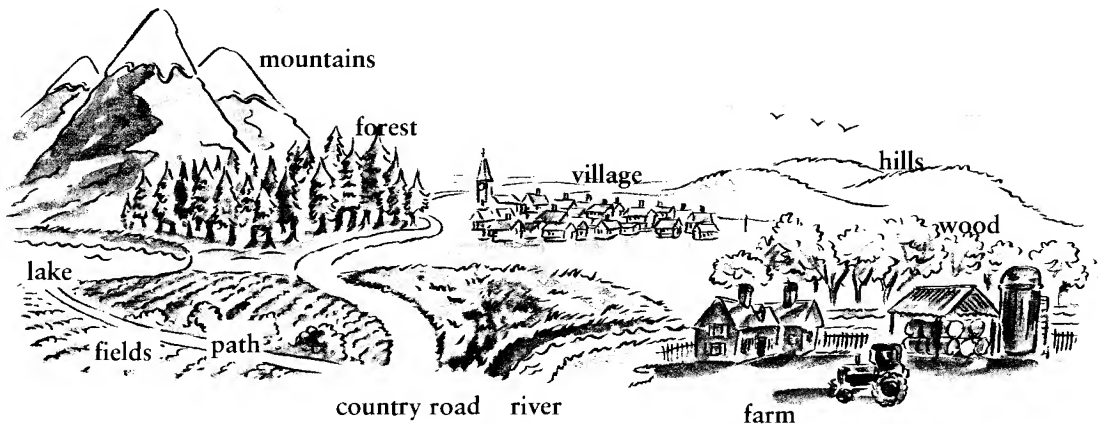 mountains
forest
village
hills
wood
lake
fields
path
country road
river
farm